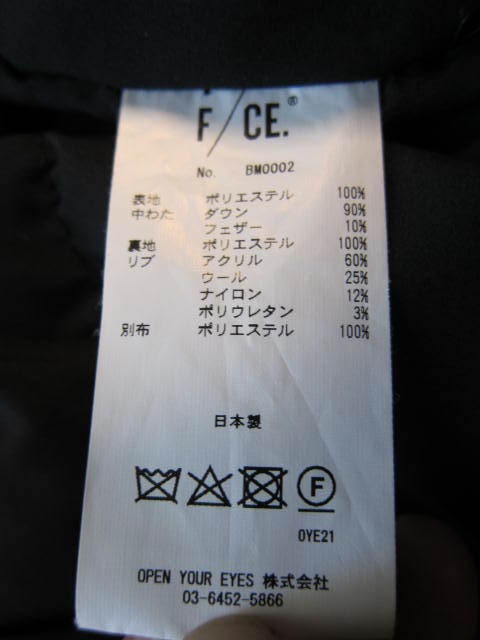 F/CE.®
No. BM0002
表地 ポリエステル 100%
中わた ダウン 90%
フェザー 10%
裏地 ポリエステル 100%
リブ アクリル 60%
ウール 25%
ナイロン 12%
ポリウレタン 3%
別布 ポリエステル 100%
日本製
F
OYE21
OPEN YOUR EYES 株式会社
03-6452-5866